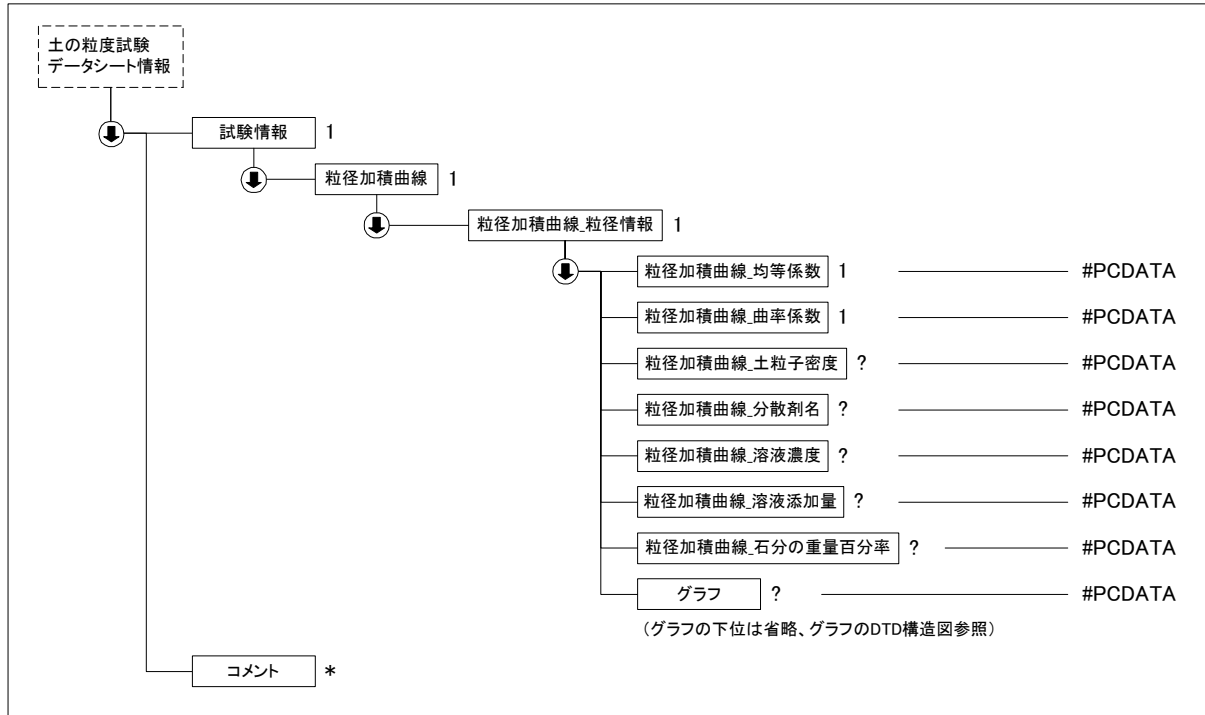 土の粒度試験
データシート情報
試験情報 1
粒径加積曲線 1
粒径加積曲線_粒径情報 1
粒径加積曲線_均等係数 1 #PCDATA
粒径加積曲線_曲率係数 1 #PCDATA
粒径加積曲線_土粒子密度 ? #PCDATA
粒径加積曲線_分散剤名 ? #PCDATA
粒径加積曲線_溶液濃度 ? #PCDATA
粒径加積曲線_溶液添加量 ? #PCDATA
粒径加積曲線_石分の重量百分率 ? #PCDATA
グラフ ? #PCDATA
（グラフの下位は省略、グラフのDTD構造図参照）
コメント *